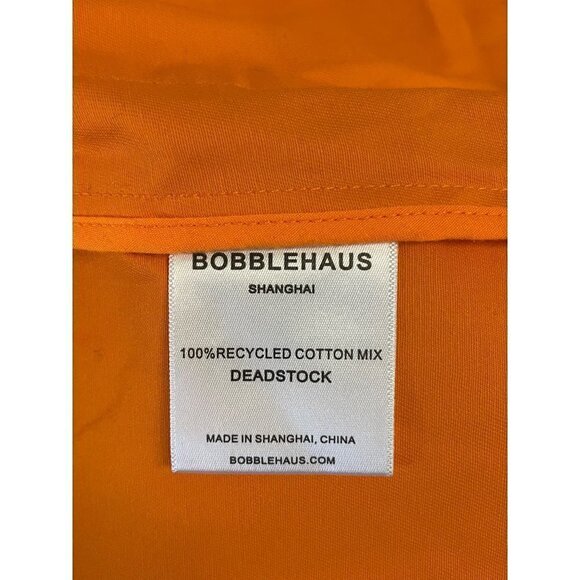 BOBBLEHAUS
SHANGHAI
100%RECYCLED COTTON MIX
DEADSTOCK
MADE IN SHANGHAI, CHINA
BOBBLEHAUS.COM